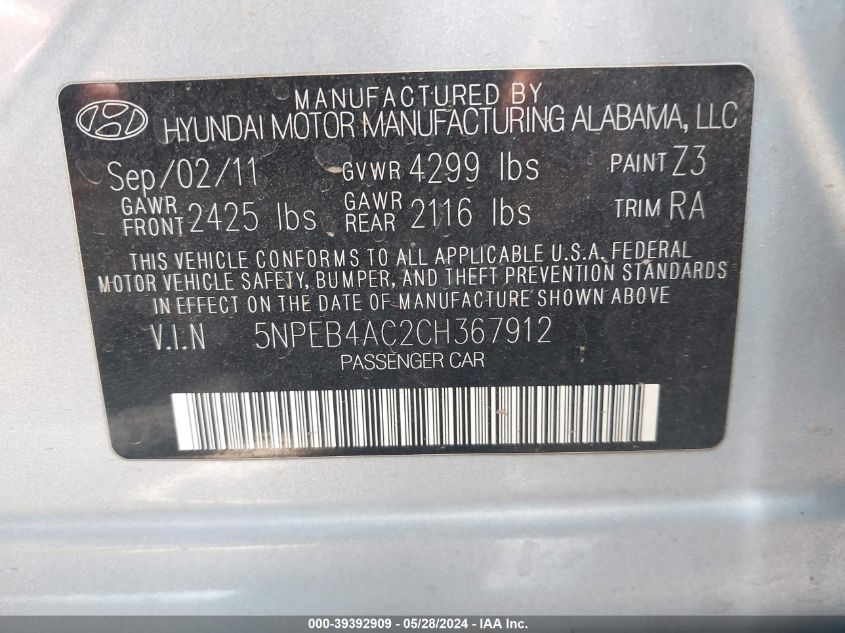 MANUFACTURED BY
HYUNDAI MOTOR MANUFACTURING ALABAMA, LLC
Sep/02/11 GVWR 4299 lbs PAINT Z3
GAWR FRONT 2425 lbs GAWR REAR 2116 lbs TRIM RA
THIS VEHICLE CONFORMS TO ALL APPLICABLE U.S.A. FEDERAL
MOTOR VEHICLE SAFETY, BUMPER, AND THEFT PREVENTION STANDARDS
IN EFFECT ON THE DATE OF MANUFACTURE SHOWN ABOVE
V.I.N 5NPEB4AC2CH367912
PASSENGER CAR
000-39392909 - 05/28/2024 - IAA Inc.